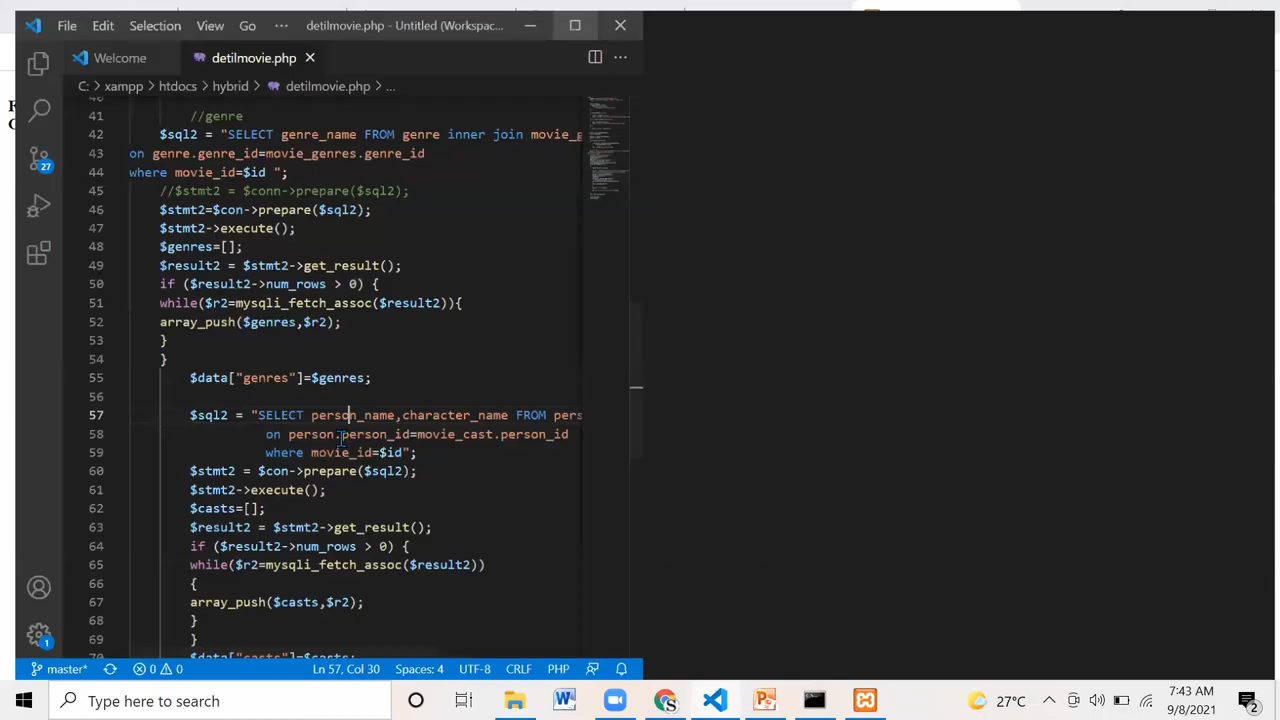 File Edit Selection View Go ··· detilmovie.php - Untitled (Workspac...
Welcome detilmovie.php
C: > xampp > htdocs > hybrid > detilmovie.php > ...
41 //genre
42 $sql2 = "SELECT genre_name FROM genre inner join movie_g
43 on genre.genre_id=movie_genres.genre_id
44 where movie_id=$id ";
45 //$stmt2 = $conn->prepare($sql2);
46 $stmt2=$con->prepare($sql2);
47 $stmt2->execute();
48 $genres=[];
49 $result2 = $stmt2->get_result();
50 if ($result2->num_rows > 0) {
51 while($r2=mysqli_fetch_assoc($result2)){
52 array_push($genres,$r2);
53 }
54 }
55 $data["genres"]=$genres;
56
57 $sql2 = "SELECT person_name,character_name FROM pers
58 on person.person_id=movie_cast.person_id
59 where movie_id=$id";
60 $stmt2 = $con->prepare($sql2);
61 $stmt2->execute();
62 $casts=[];
63 $result2 = $stmt2->get_result();
64 if ($result2->num_rows > 0) {
65 while($r2=mysqli_fetch_assoc($result2))
66 {
67 array_push($casts,$r2);
68 }
69 }
70 $data["casts"]=$casts;
27
1
master* 0 0 Ln 57, Col 30 Spaces: 4 UTF-8 CRLF PHP
Type here to search 27°C 7:43 AM
9/8/2021 2